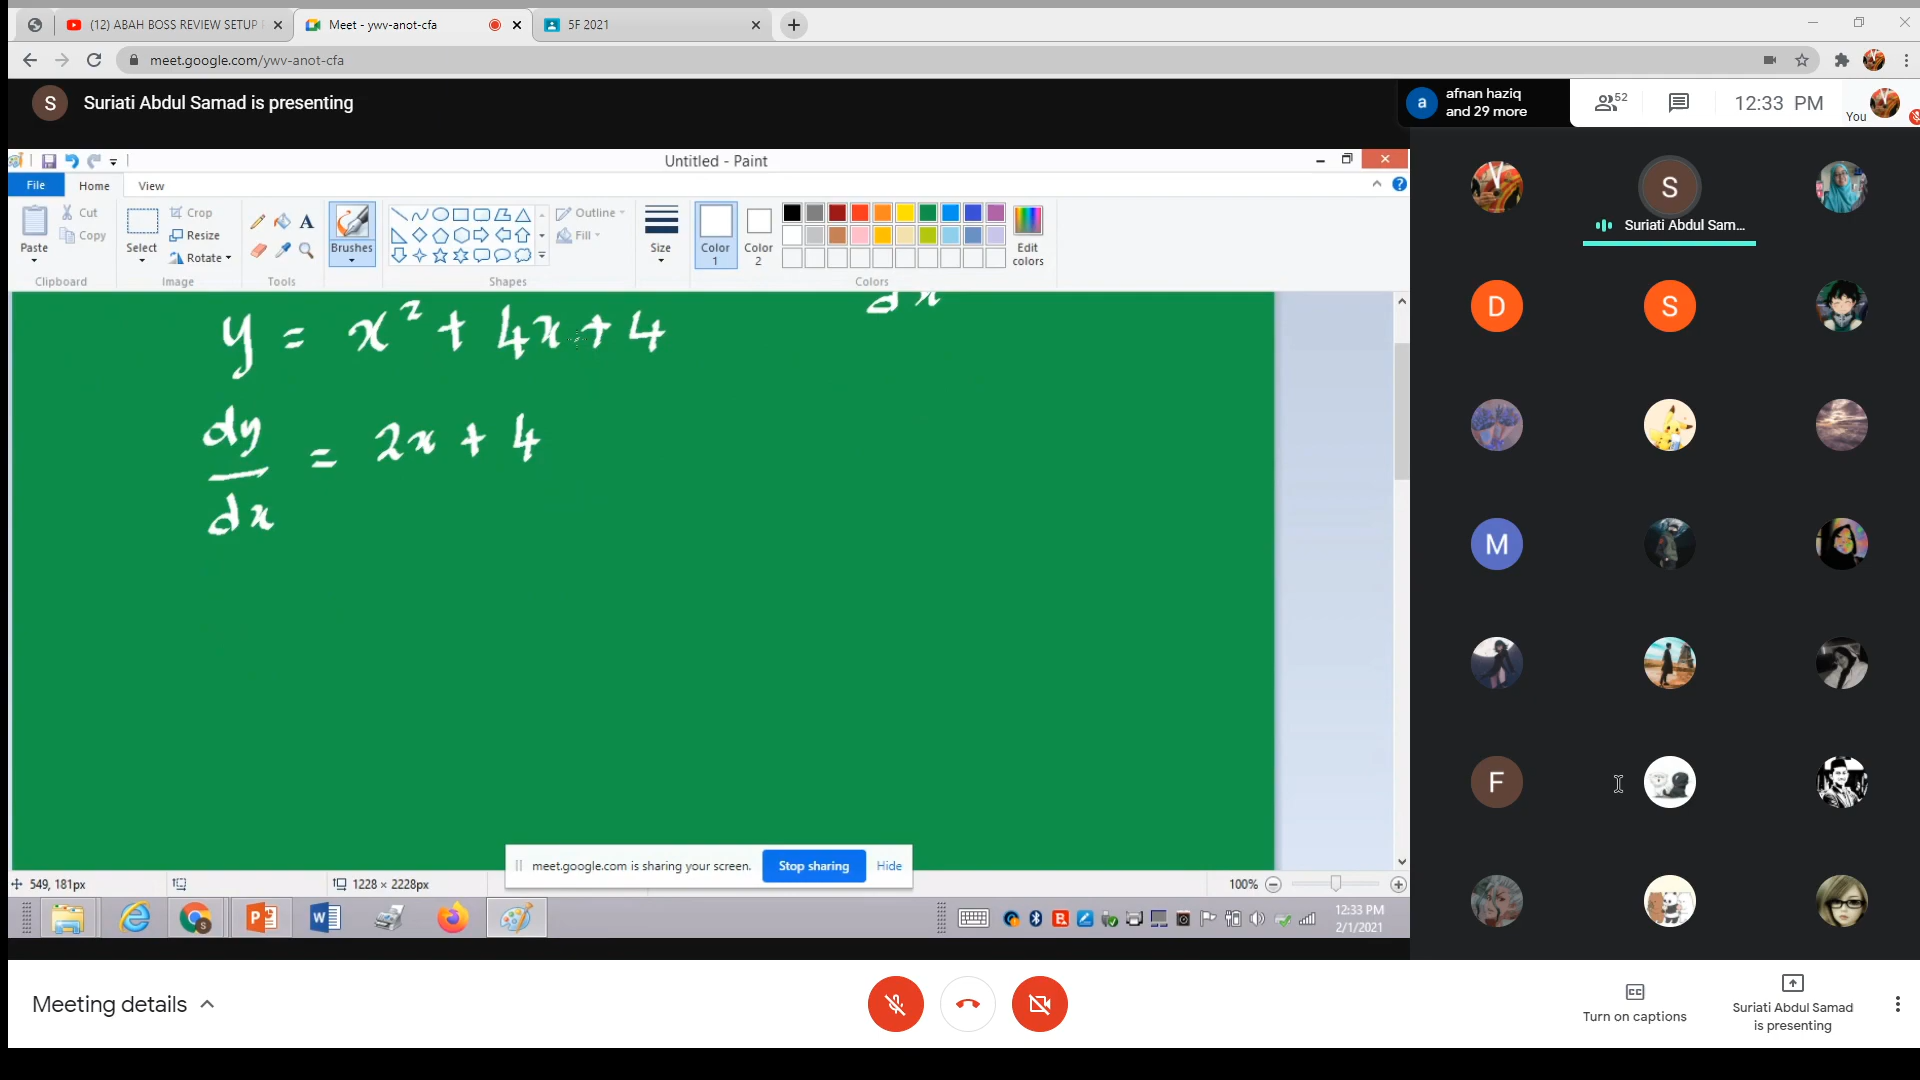 (12) ABAH BOSS REVIEW SETUP
Meet - ywv-anot-cfa
5F 2021
meet.google.com/ywv-anot-cfa
S
Suriati Abdul Samad is presenting
a
afnan haziq
and 29 more
52
12:33 PM
You
Untitled - Paint
File
Home
View
Paste
Cut
Copy
Clipboard
Select
Crop
Resize
Rotate
Image
A
Tools
Brushes
Shapes
Outline
Fill
Size
Color
1
Color
2
Edit
colors
Colors
dx
y = x² + 4x + 4
dy
= 2x + 4
dx
meet.google.com is sharing your screen.
Stop sharing
Hide
549, 181px
1228 × 2228px
100%
12:33 PM
2/1/2021
S
Suriati Abdul Sam...
D
S
M
F
Meeting details
CC
Turn on captions
Suriati Abdul Samad
is presenting